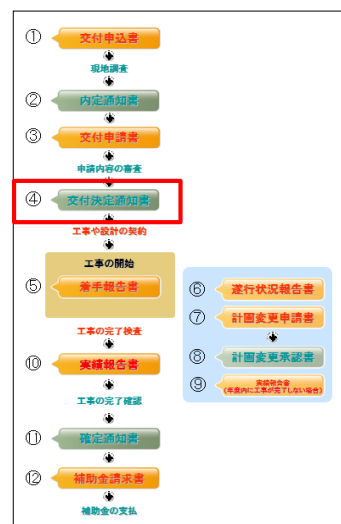 ① 交付申込書
現地調査
② 内定通知書
③ 交付申請書
申請内容の審査
④ 交付決定通知書
工事や設計の契約
工事の開始
⑤ 着手報告書
⑥ 遂行状況報告書
⑦ 計画変更申請書
⑧ 計画変更承認書
⑨ 実績報告書
(年度内に工事が完了しない場合)
工事の完了検査
⑩ 実績報告書
工事の完了確認
⑪ 確定通知書
⑫ 補助金請求書
補助金の支払